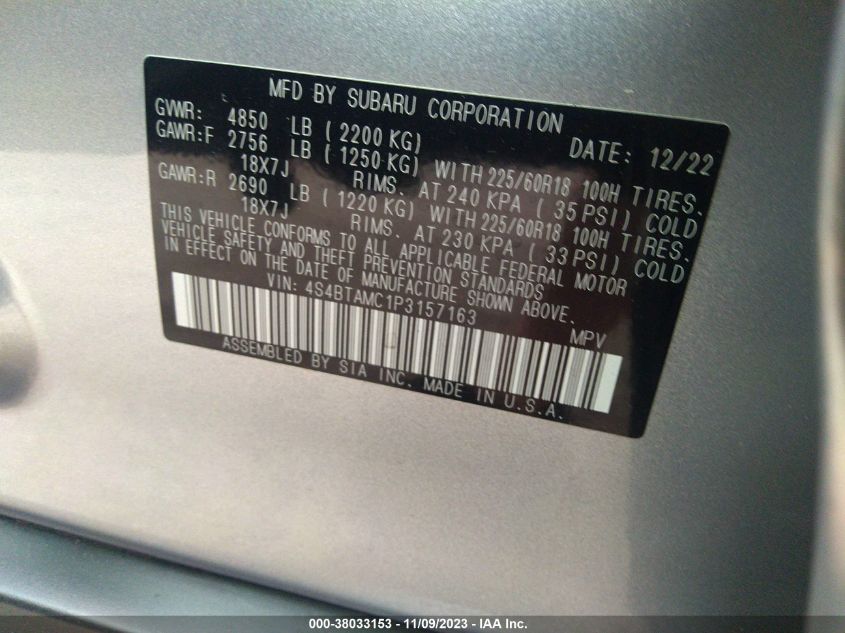 MFD BY SUBARU CORPORATION
GVWR: 4850 LB ( 2200 KG) DATE: 12/22
GAWR:F 2756 LB ( 1250 KG) WITH 225/60R18 100H TIRES.
18X7J RIMS. AT 240 KPA ( 35 PSI) COLD
GAWR:R 2690 LB ( 1220 KG) WITH 225/60R18 100H TIRES.
18X7J RIMS. AT 230 KPA ( 33 PSI) COLD
THIS VEHICLE CONFORMS TO ALL APPLICABLE FEDERAL MOTOR
VEHICLE SAFETY AND THEFT PREVENTION STANDARDS
IN EFFECT ON THE DATE OF MANUFACTURE SHOWN ABOVE.
VIN: 4S4BTAMC1P3157163 MPV
ASSEMBLED BY SIA INC. MADE IN U.S.A.
000-38033153 - 11/09/2023 - IAA Inc.